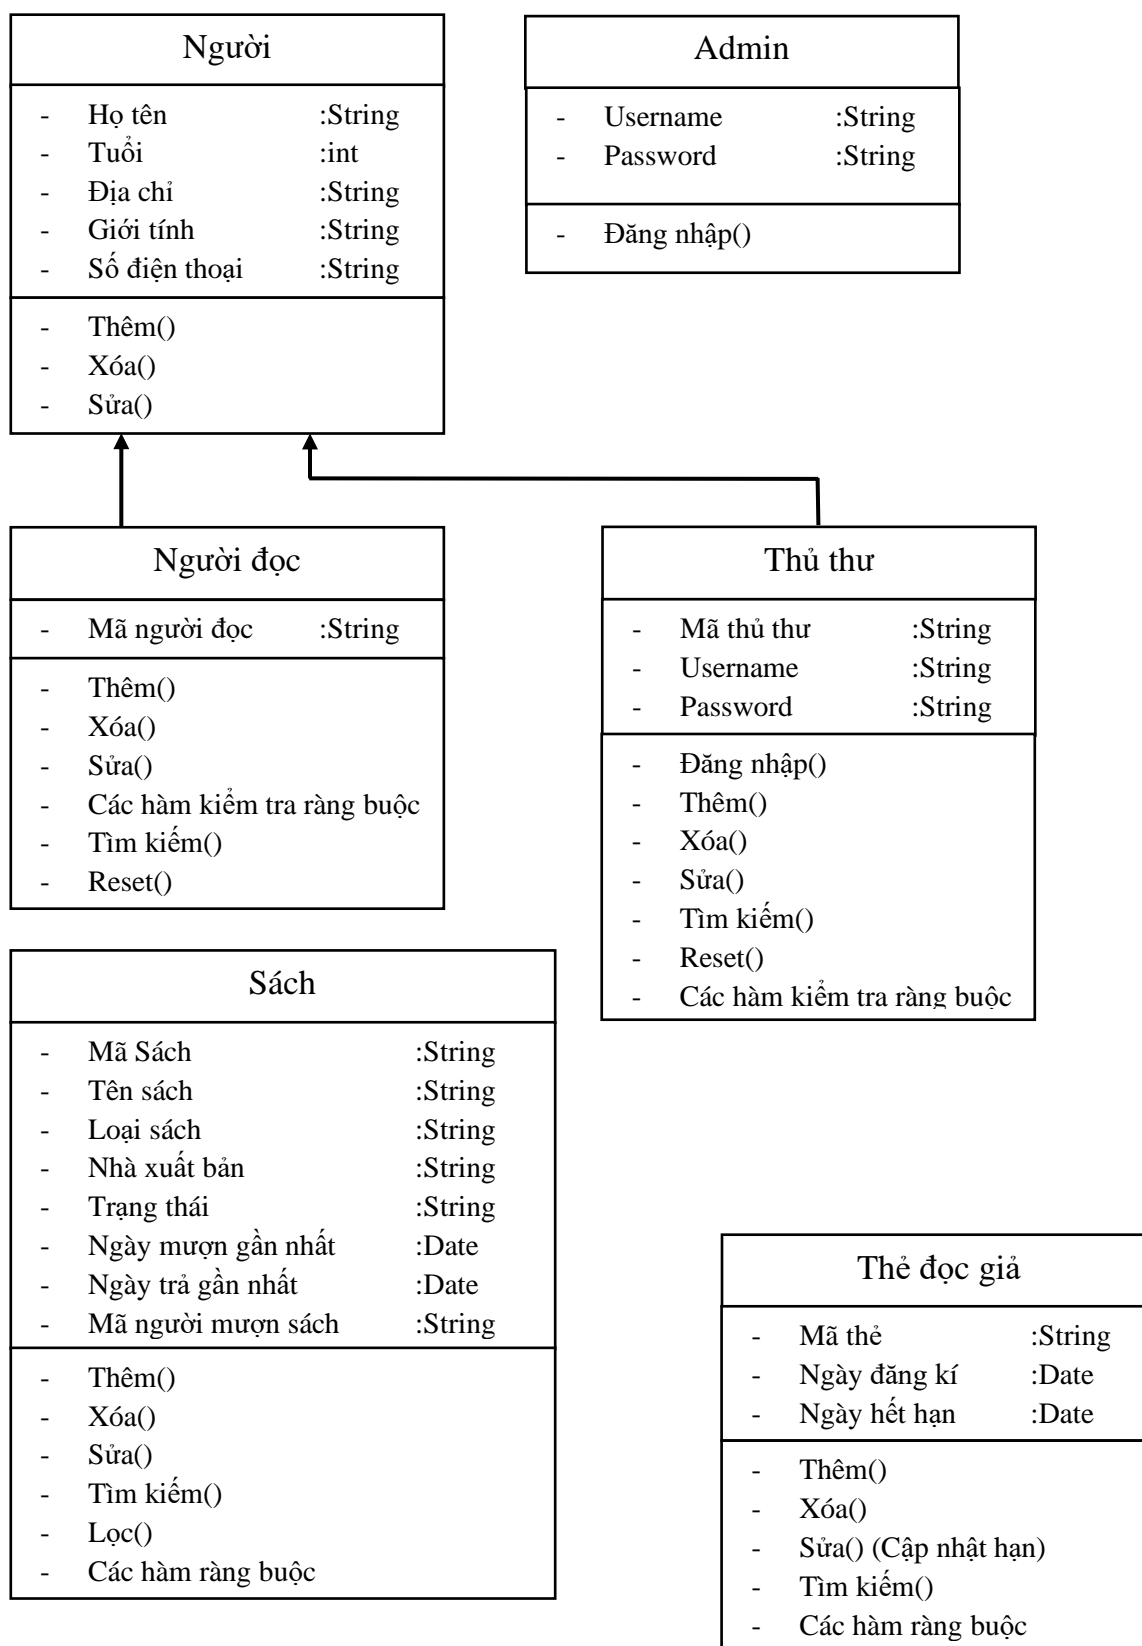 Người
- Họ tên :String
- Tuổi :int
- Địa chỉ :String
- Giới tính :String
- Số điện thoại :String
- Thêm()
- Xóa()
- Sửa()
Admin
- Username :String
- Password :String
- Đăng nhập()
Người đọc
- Mã người đọc :String
- Thêm()
- Xóa()
- Sửa()
- Các hàm kiểm tra ràng buộc
- Tìm kiếm()
- Reset()
Thủ thư
- Mã thủ thư :String
- Username :String
- Password :String
- Đăng nhập()
- Thêm()
- Xóa()
- Sửa()
- Tìm kiếm()
- Reset()
- Các hàm kiểm tra ràng buộc
Sách
- Mã Sách :String
- Tên sách :String
- Loại sách :String
- Nhà xuất bản :String
- Trạng thái :String
- Ngày mượn gần nhất :Date
- Ngày trả gần nhất :Date
- Mã người mượn sách :String
- Thêm()
- Xóa()
- Sửa()
- Tìm kiếm()
- Lọc()
- Các hàm ràng buộc
Thẻ đọc giả
- Mã thẻ :String
- Ngày đăng kí :Date
- Ngày hết hạn :Date
- Thêm()
- Xóa()
- Sửa() (Cập nhật hạn)
- Tìm kiếm()
- Các hàm ràng buộc